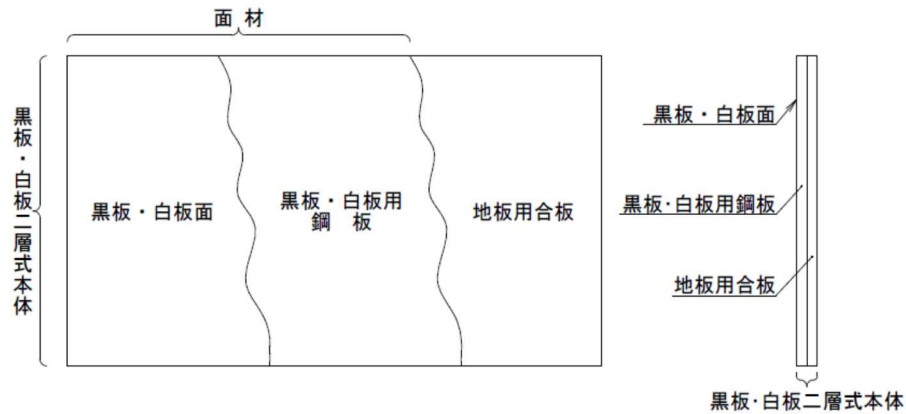 面材
黒板・白板二層式本体
黒板・白板面
黒板・白板用
鋼板
地板用合板
黒板・白板面
黒板・白板用鋼板
地板用合板
黒板・白板二層式本体